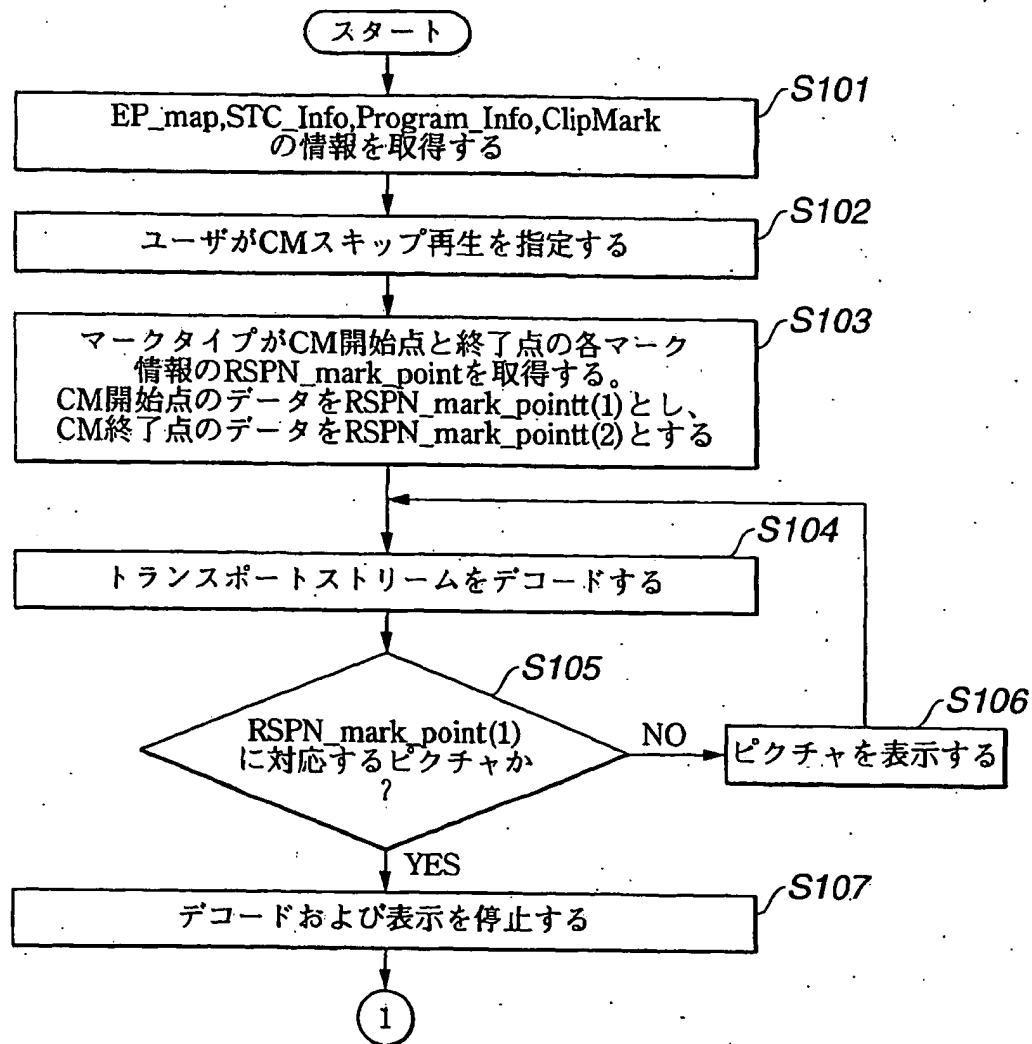 スタート
S101
EP_map,STC_Info,Program_Info,ClipMark
の情報を取得する
S102
ユーザがCMスキップ再生を指定する
S103
マークタイプがCM開始点と終了点の各マーク
情報のRSPN_mark_pointを取得する。
CM開始点のデータをRSPN_mark_pointt(1)とし、
CM終了点のデータをRSPN_mark_pointt(2)とする
S104
トランスポートストリームをデコードする
S105
RSPN_mark_point(1)
に対応するピクチャか
?
NO
S106
ピクチャを表示する
YES
S107
デコードおよび表示を停止する
1